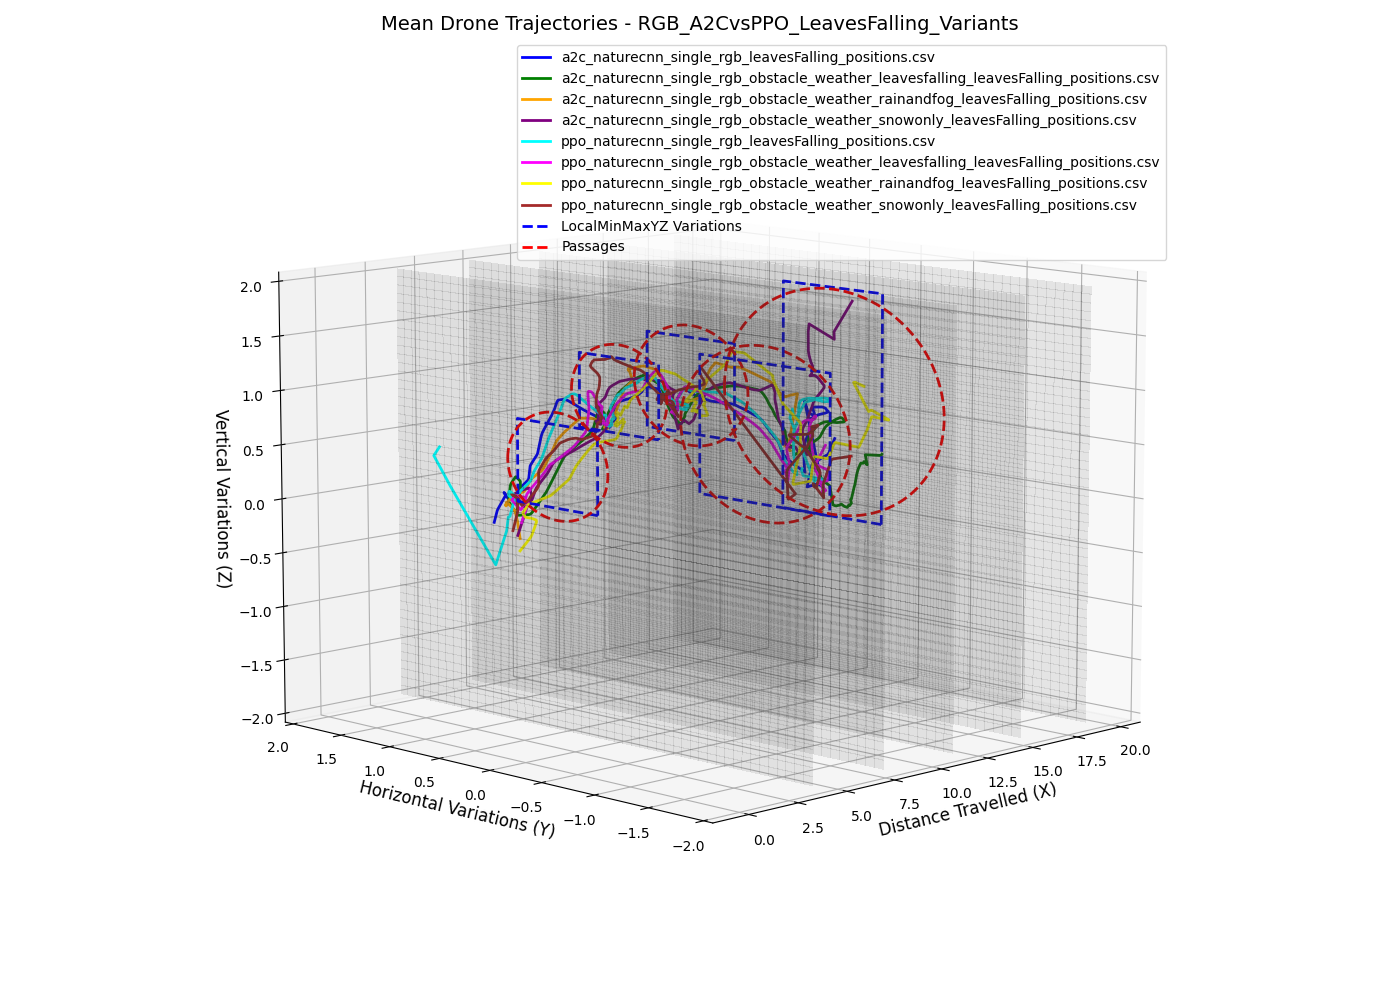 Mean Drone Trajectories - RGB_A2CvsPPO_LeavesFalling_Variants
a2c_naturecnn_single_rgb_leavesFalling_positions.csv
a2c_naturecnn_single_rgb_obstacle_weather_leavesfalling_leavesFalling_positions.csv
a2c_naturecnn_single_rgb_obstacle_weather_rainandfog_leavesFalling_positions.csv
a2c_naturecnn_single_rgb_obstacle_weather_snowonly_leavesFalling_positions.csv
ppo_naturecnn_single_rgb_leavesFalling_positions.csv
ppo_naturecnn_single_rgb_obstacle_weather_leavesfalling_leavesFalling_positions.csv
ppo_naturecnn_single_rgb_obstacle_weather_rainandfog_leavesFalling_positions.csv
ppo_naturecnn_single_rgb_obstacle_weather_snowonly_leavesFalling_positions.csv
LocalMinMaxYZ Variations
Passages
2.0
1.5
1.0
0.5
0.0
−0.5
−1.0
−1.5
−2.0
Vertical Variations (Z)
2.0
1.5
1.0
0.5
0.0
−0.5
−1.0
−1.5
−2.0
Horizontal Variations (Y)
0.0
2.5
5.0
7.5
10.0
12.5
15.0
17.5
20.0
Distance Travelled (X)